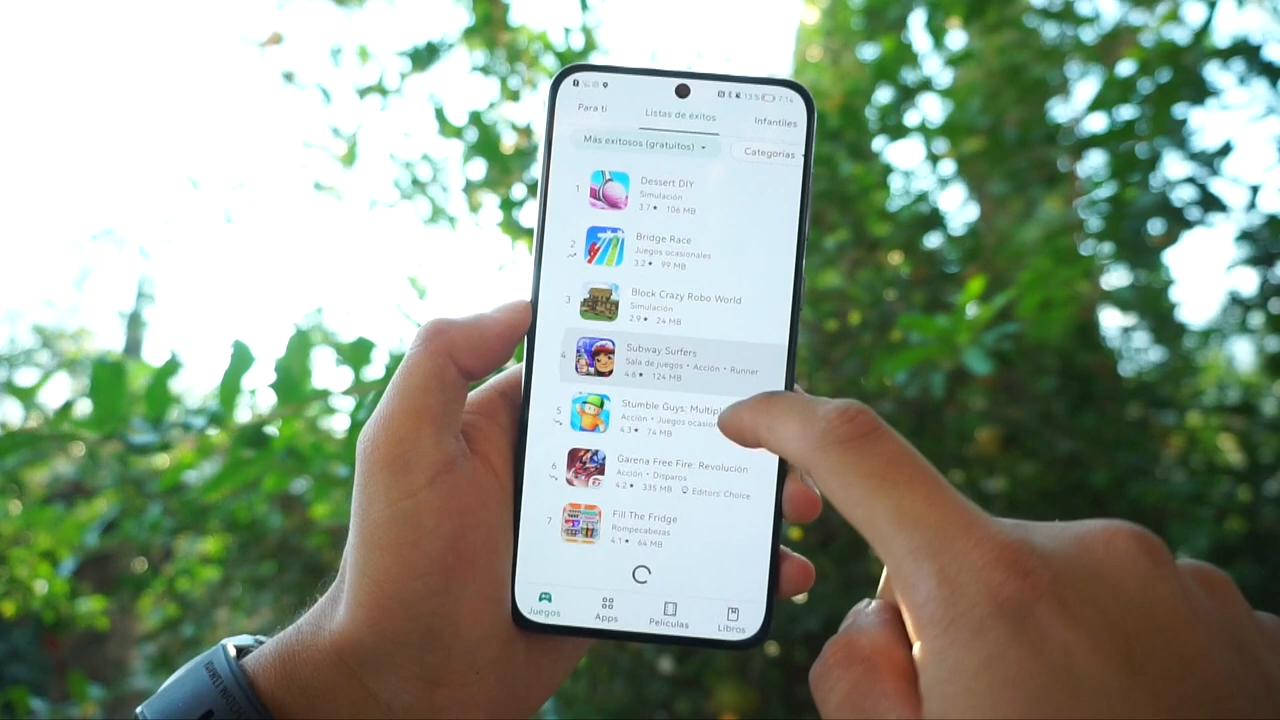 13% 7:14
Para ti Listas de éxitos Infantiles
Más exitosos (gratuitos) Categorías
1 Dessert DIY
Simulación
3.7★ 106 MB
2 Bridge Race
Juegos ocasionales
3.2★ 99 MB
3 Block Crazy Robo World
Simulación
2.9★ 24 MB
4 Subway Surfers
Sala de juegos • Acción • Runner
4.6★ 124 MB
5 Stumble Guys: Multipl
Acción • Juegos ocasion
4.3★ 74 MB
6 Garena Free Fire: Revolución
Acción • Disparos
4.2★ 335 MB Editors' Choice
7 Fill The Fridge
Rompecabezas
4.1★ 64 MB
Juegos Apps Películas Libros